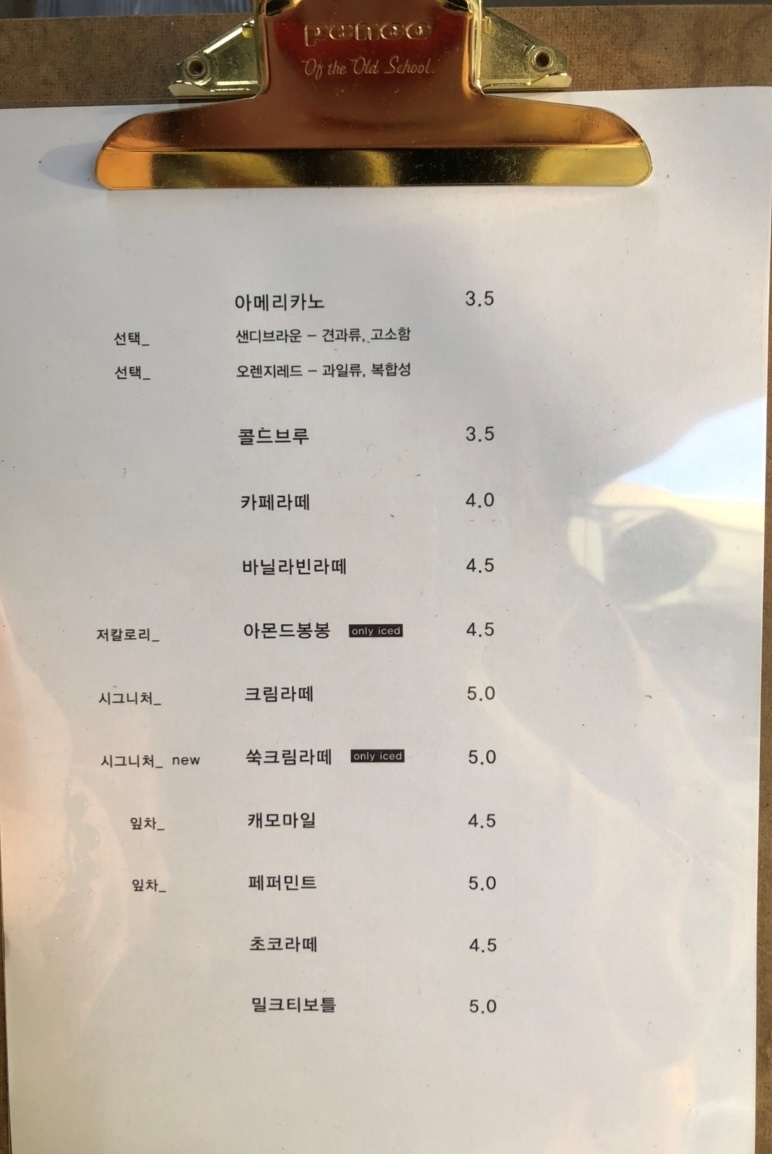 penco
Of the Old School.
아메리카노 3.5
선택_ 샌디브라운 – 견과류, 고소함
선택_ 오렌지레드 – 과일류, 복합성
콜드브루 3.5
카페라떼 4.0
바닐라빈라떼 4.5
저칼로리_ 아몬드봉봉 only iced 4.5
시그니처_ 크림라떼 5.0
시그니처_ new 쑥크림라떼 only iced 5.0
잎차_ 캐모마일 4.5
잎차_ 페퍼민트 5.0
초코라떼 4.5
밀크티보틀 5.0